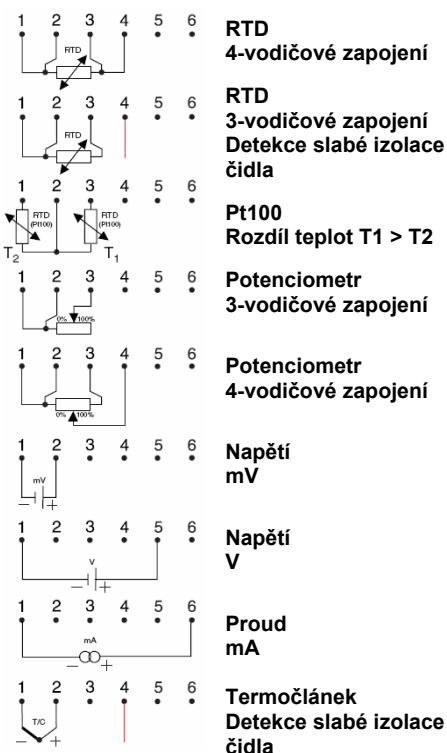 1 2 3 4 5 6
RTD
RTD
4-vodičové zapojení
1 2 3 4 5 6
RTD
RTD
3-vodičové zapojení
Detekce slabé izolace
čidla
1 2 3 4 5 6
RTD
(Pt100)
RTD
(Pt100)
T2
T1
Pt100
Rozdíl teplot T1 > T2
1 2 3 4 5 6
0% 100%
Potenciometr
3-vodičové zapojení
1 2 3 4 5 6
0% 100%
Potenciometr
4-vodičové zapojení
1 2 3 4 5 6
mV
− +
Napětí
mV
1 2 3 4 5 6
V
− +
Napětí
V
1 2 3 4 5 6
mA
− +
Proud
mA
1 2 3 4 5 6
T/C
− +
Termočlánek
Detekce slabé izolace
čidla